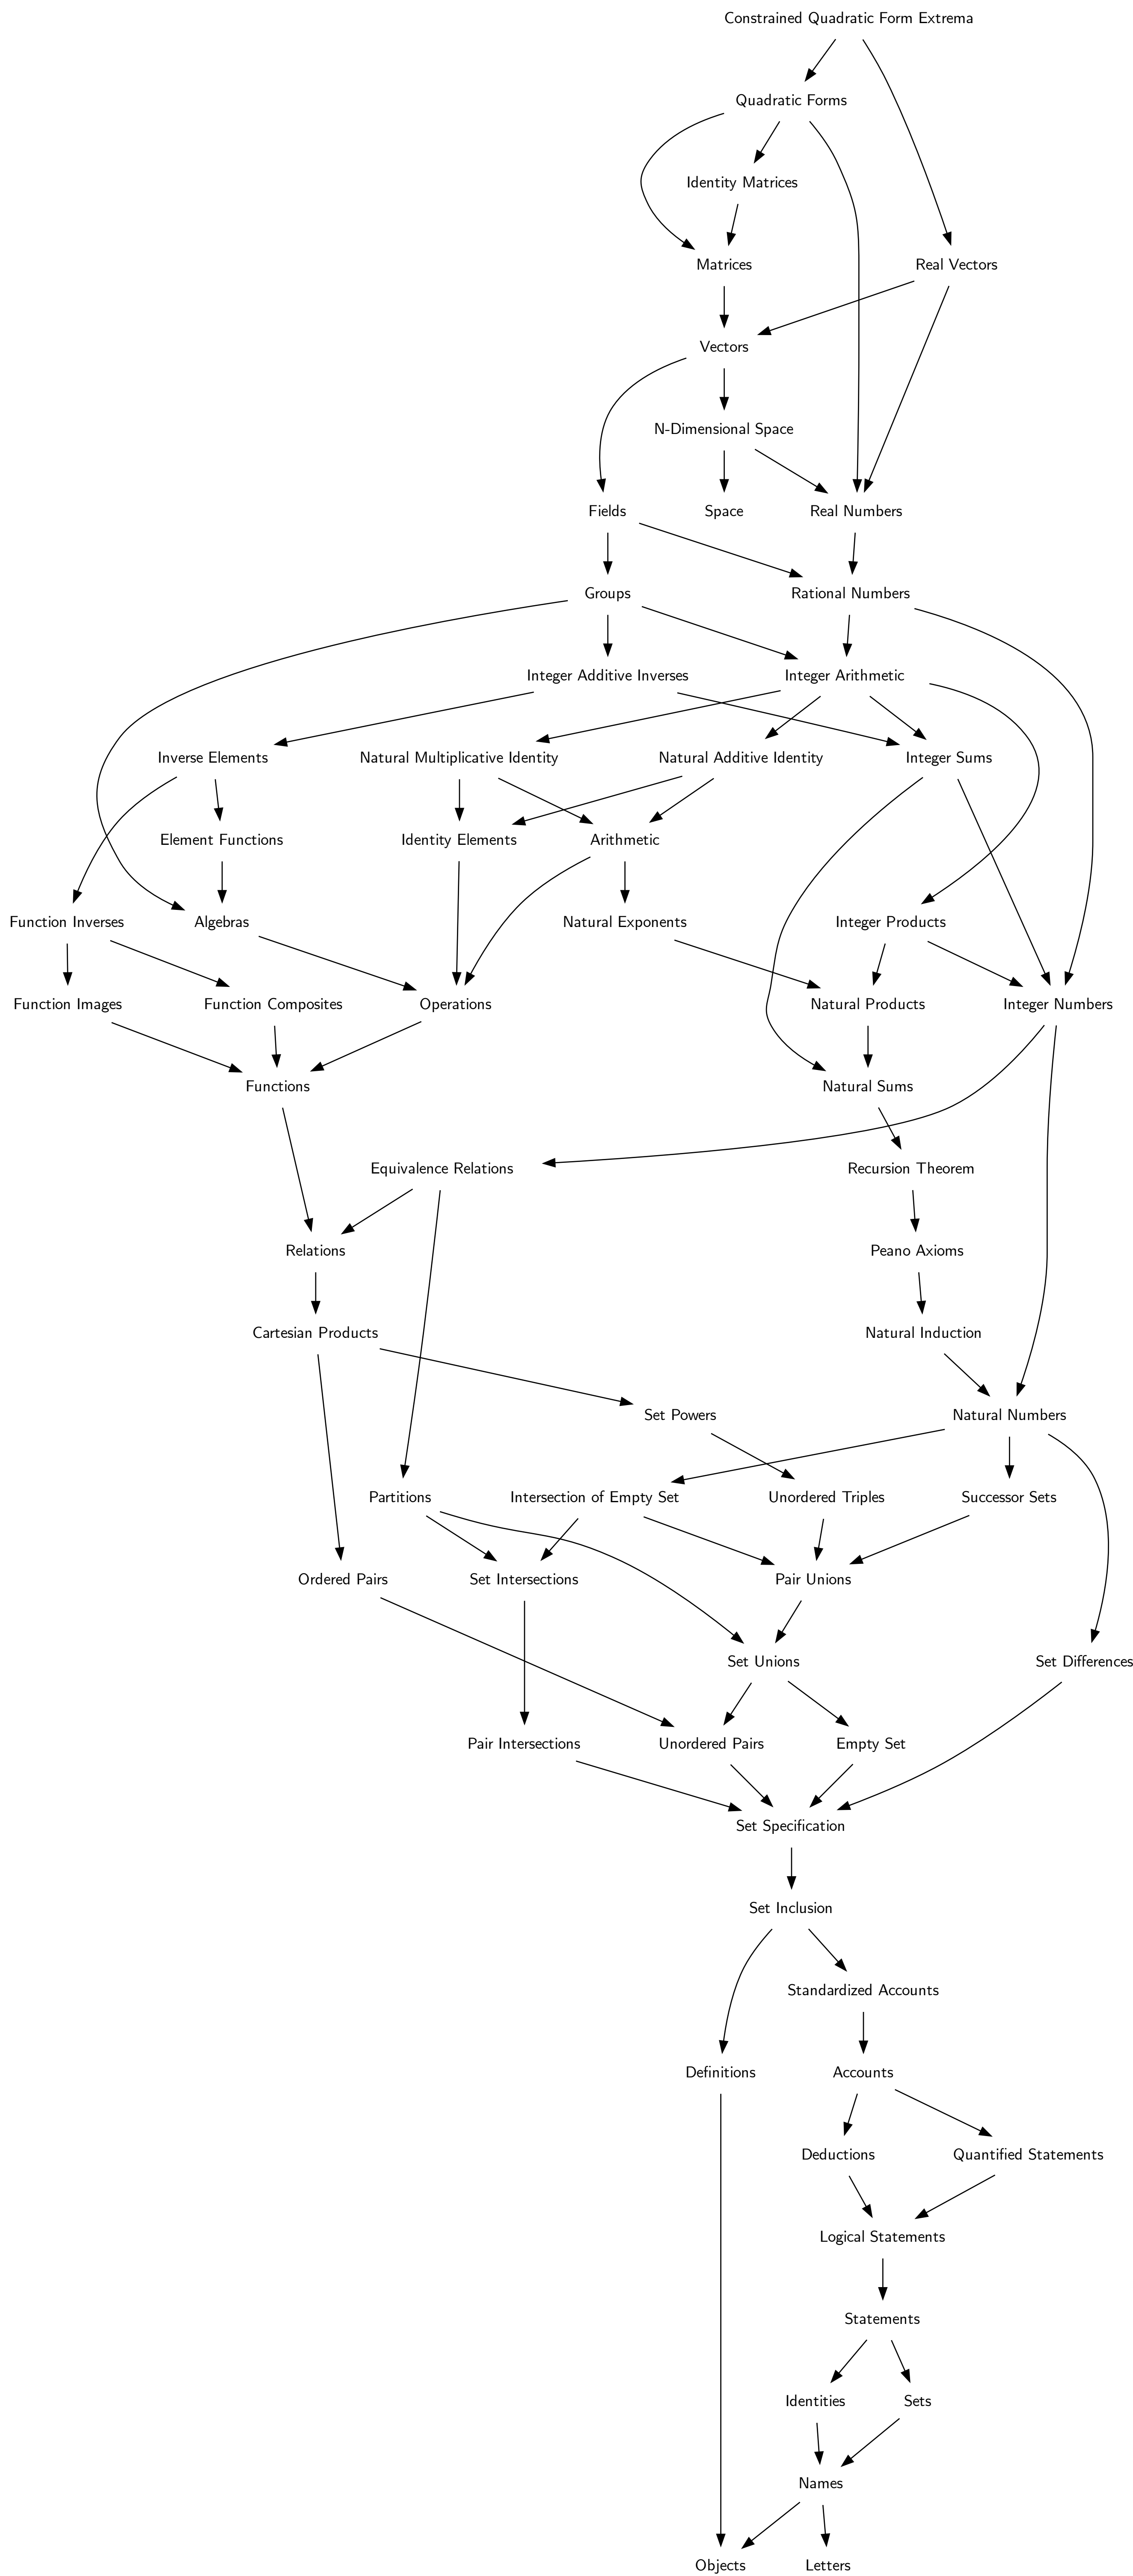 Constrained Quadratic Form Extrema
Quadratic Forms
Identity Matrices
Matrices
Real Vectors
Vectors
N-Dimensional Space
Fields
Space
Real Numbers
Groups
Rational Numbers
Integer Additive Inverses
Integer Arithmetic
Inverse Elements
Natural Multiplicative Identity
Natural Additive Identity
Integer Sums
Element Functions
Identity Elements
Arithmetic
Function Inverses
Algebras
Natural Exponents
Integer Products
Function Images
Function Composites
Operations
Natural Products
Integer Numbers
Functions
Natural Sums
Equivalence Relations
Recursion Theorem
Relations
Peano Axioms
Cartesian Products
Natural Induction
Set Powers
Natural Numbers
Partitions
Intersection of Empty Set
Unordered Triples
Successor Sets
Ordered Pairs
Set Intersections
Pair Unions
Set Unions
Set Differences
Pair Intersections
Unordered Pairs
Empty Set
Set Specification
Set Inclusion
Standardized Accounts
Definitions
Accounts
Deductions
Quantified Statements
Logical Statements
Statements
Identities
Sets
Names
Objects
Letters